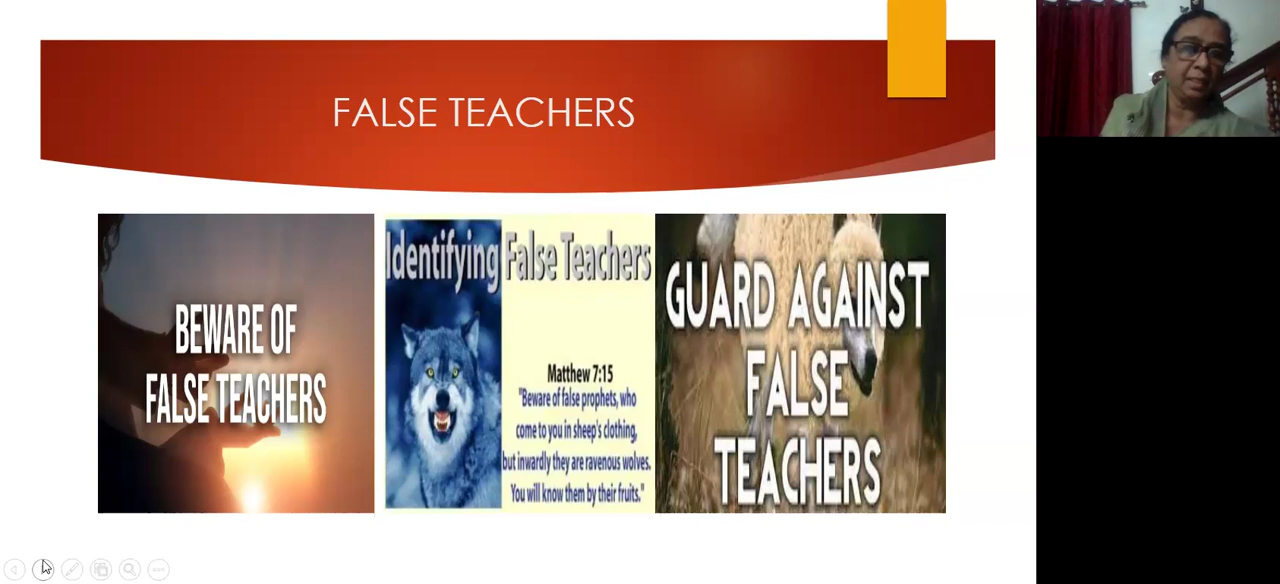 FALSE TEACHERS
BEWARE OF
FALSE TEACHERS
Identifying False Teachers
Matthew 7:15
"Beware of false prophets, who
come to you in sheep's clothing,
but inwardly they are ravenous wolves.
You will know them by their fruits."
GUARD AGAINST
FALSE
TEACHERS